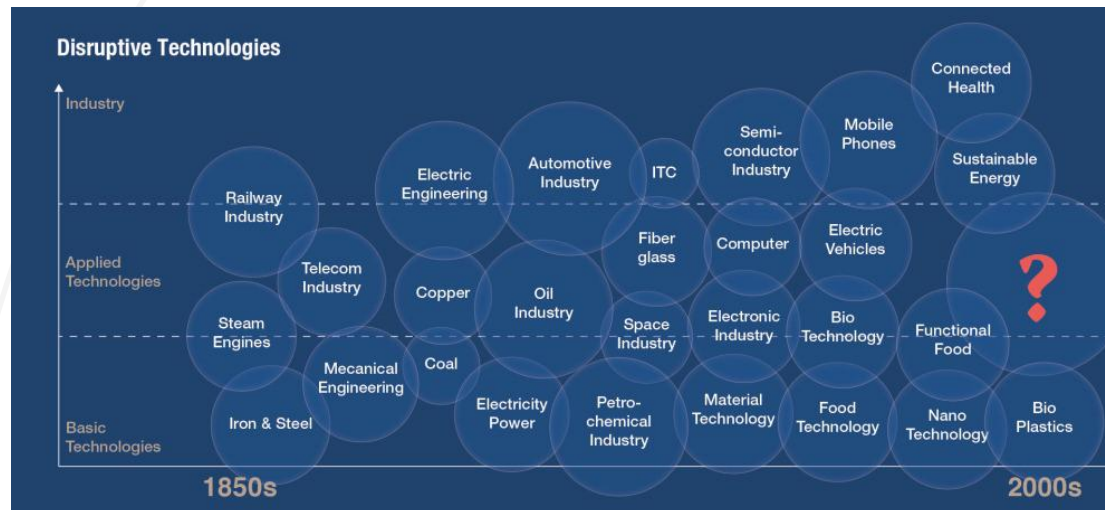 Disruptive Technologies
Industry
Applied
Technologies
Basic
Technologies
Railway
Industry
Steam
Engines
Iron & Steel
Telecom
Industry
Mecanical
Engineering
Electric
Engineering
Copper
Coal
Electricity
Power
Automotive
Industry
Oil
Industry
Petro-
chemical
Industry
ITC
Fiber
glass
Space
Industry
Semi-
conductor
Industry
Computer
Electronic
Industry
Material
Technology
Mobile
Phones
Electric
Vehicles
Bio
Technology
Food
Technology
Connected
Health
Sustainable
Energy
?
Functional
Food
Nano
Technology
Bio
Plastics
1850s
2000s